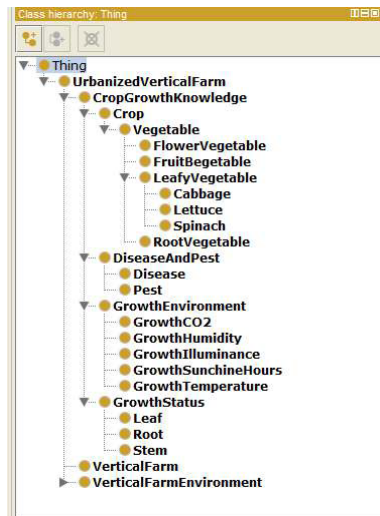 Class hierarchy: Thing
Thing
UrbanizedVerticalFarm
CropGrowthKnowledge
Crop
Vegetable
FlowerVegetable
FruitBegetable
LeafyVegetable
Cabbage
Lettuce
Spinach
RootVegetable
DiseaseAndPest
Disease
Pest
GrowthEnvironment
GrowthCO2
GrowthHumidity
GrowthIlluminance
GrowthSunchineHours
GrowthTemperature
GrowthStatus
Leaf
Root
Stem
VerticalFarm
VerticalFarmEnvironment